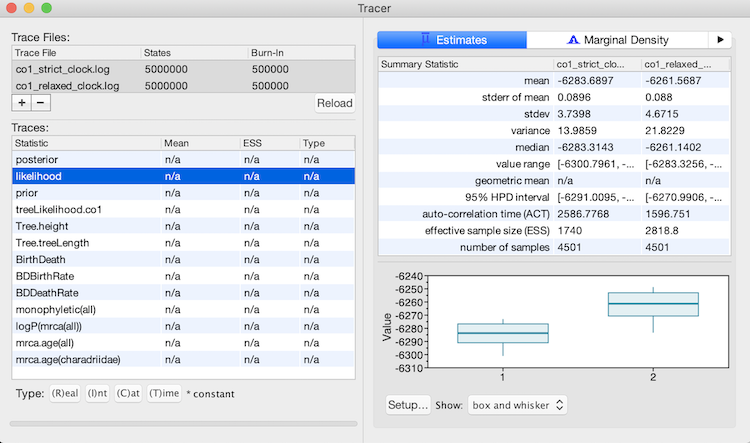 Tracer
Trace Files:
Trace File States Burn-In
co1_strict_clock.log 5000000 500000
co1_relaxed_clock.log 5000000 500000
+ − Reload
Traces:
Statistic Mean ESS Type
posterior n/a n/a n/a
likelihood n/a n/a n/a
prior n/a n/a n/a
treeLikelihood.co1 n/a n/a n/a
Tree.height n/a n/a n/a
Tree.treeLength n/a n/a n/a
BirthDeath n/a n/a n/a
BDBirthRate n/a n/a n/a
BDDeathRate n/a n/a n/a
monophyletic(all) n/a n/a n/a
logP(mrca(all)) n/a n/a n/a
mrca.age(all) n/a n/a n/a
mrca.age(charadriidae) n/a n/a n/a
Type: (R)eal (I)nt (C)at (T)ime * constant
Estimates Marginal Density
Summary Statistic co1_strict_clo... co1_relaxed_...
mean -6283.6897 -6261.5687
stderr of mean 0.0896 0.088
stdev 3.7398 4.6715
variance 13.9859 21.8229
median -6283.3143 -6261.1402
value range [-6300.7961, -... [-6283.3256, -...
geometric mean n/a n/a
95% HPD interval [-6291.0095, -... [-6270.9906, -...
auto-correlation time (ACT) 2586.7768 1596.751
effective sample size (ESS) 1740 2818.8
number of samples 4501 4501
-6240
-6250
-6260
-6270
-6280
-6290
-6300
-6310
Value
1 2
Setup... Show: box and whisker